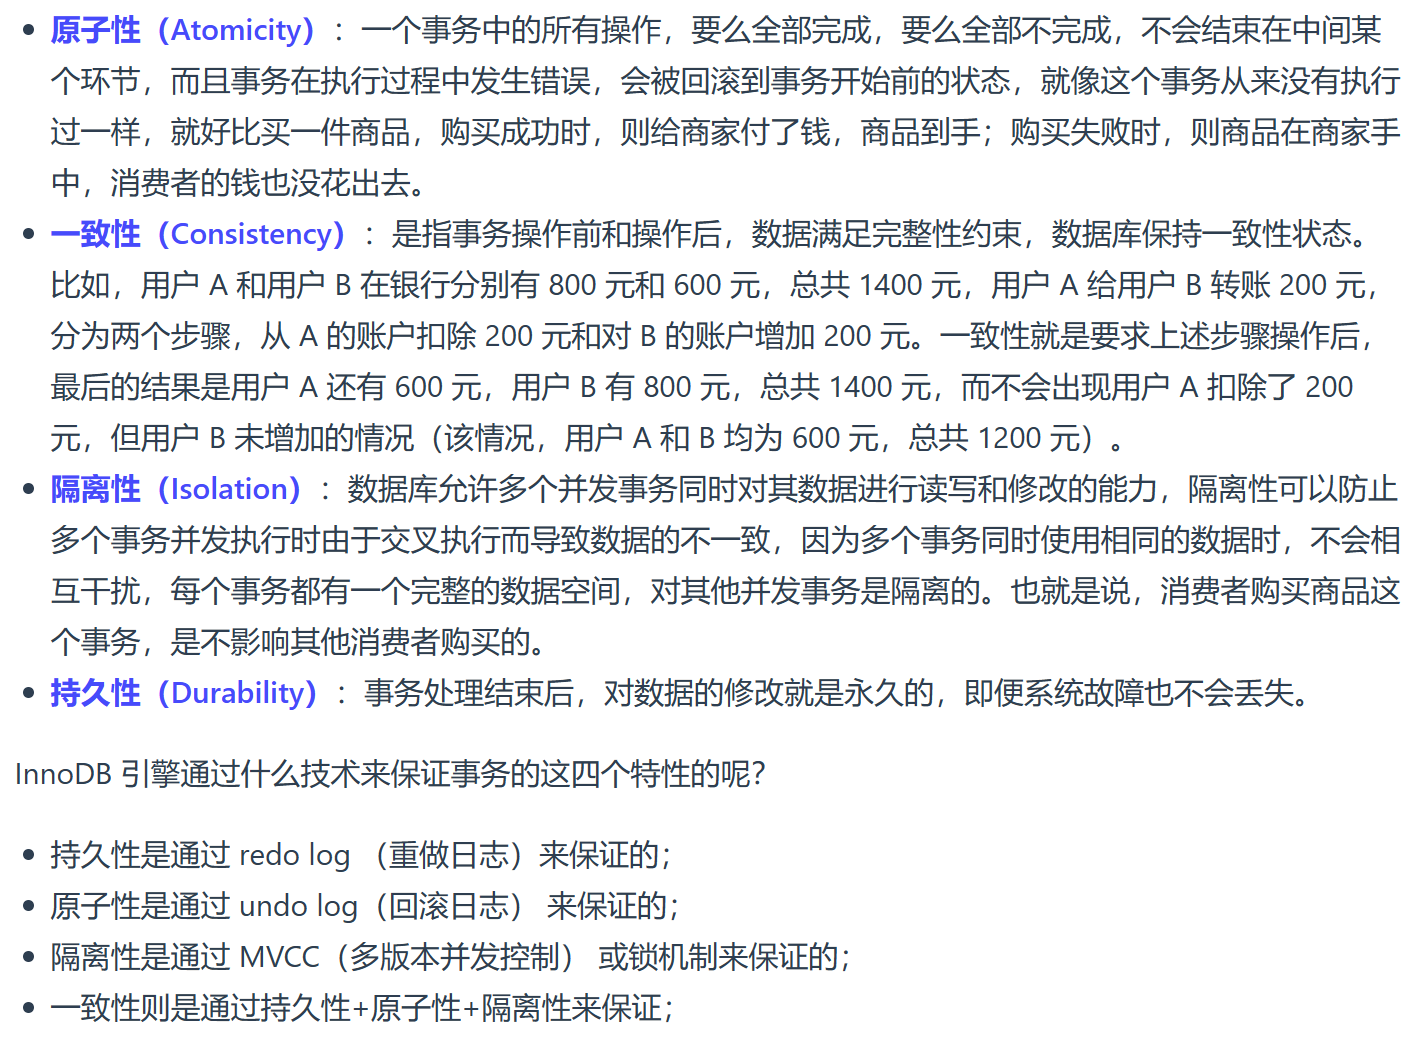 • 原子性（Atomicity）：一个事务中的所有操作，要么全部完成，要么全部不完成，不会结束在中间某
个环节，而且事务在执行过程中发生错误，会被回滚到事务开始前的状态，就像这个事务从来没有执行
过一样，就好比买一件商品，购买成功时，则给商家付了钱，商品到手；购买失败时，则商品在商家手
中，消费者的钱也没花出去。
• 一致性（Consistency）：是指事务操作前和操作后，数据满足完整性约束，数据库保持一致性状态。
比如，用户 A 和用户 B 在银行分别有 800 元和 600 元，总共 1400 元，用户 A 给用户 B 转账 200 元，
分为两个步骤，从 A 的账户扣除 200 元和对 B 的账户增加 200 元。一致性就是要求上述步骤操作后，
最后的结果是用户 A 还有 600 元，用户 B 有 800 元，总共 1400 元，而不会出现用户 A 扣除了 200
元，但用户 B 未增加的情况（该情况，用户 A 和 B 均为 600 元，总共 1200 元）。
• 隔离性（Isolation）：数据库允许多个并发事务同时对其数据进行读写和修改的能力，隔离性可以防止
多个事务并发执行时由于交叉执行而导致数据的不一致，因为多个事务同时使用相同的数据时，不会相
互干扰，每个事务都有一个完整的数据空间，对其他并发事务是隔离的。也就是说，消费者购买商品这
个事务，是不影响其他消费者购买的。
• 持久性（Durability）：事务处理结束后，对数据的修改就是永久的，即便系统故障也不会丢失。
InnoDB 引擎通过什么技术来保证事务的这四个特性的呢？
• 持久性是通过 redo log （重做日志）来保证的；
• 原子性是通过 undo log（回滚日志） 来保证的；
• 隔离性是通过 MVCC（多版本并发控制） 或锁机制来保证的；
• 一致性则是通过持久性+原子性+隔离性来保证；